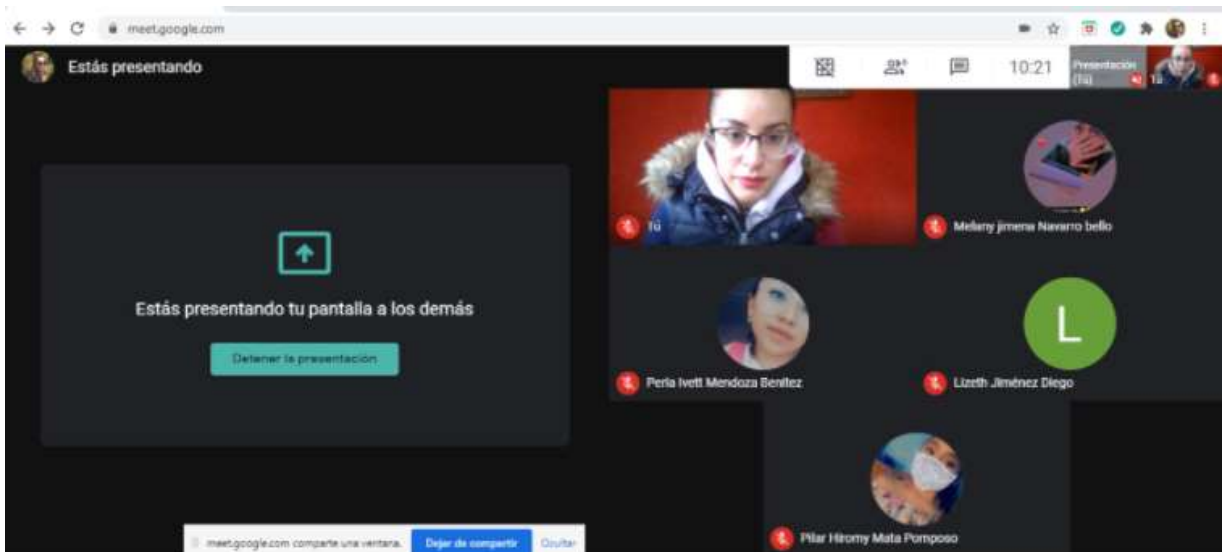 meet.google.com
Estás presentando
10:21
Presentación
(Tú)
Tú
Estás presentando tu pantalla a los demás
Detener la presentación
Tú
Melany jimena Navarro bello
Perla Ivett Mendoza Benitez
L
Lizeth Jiménez Diego
Pilar Hiromy Mata Pomposo
meet.google.com comparte una ventana.
Dejar de compartir
Ocultar